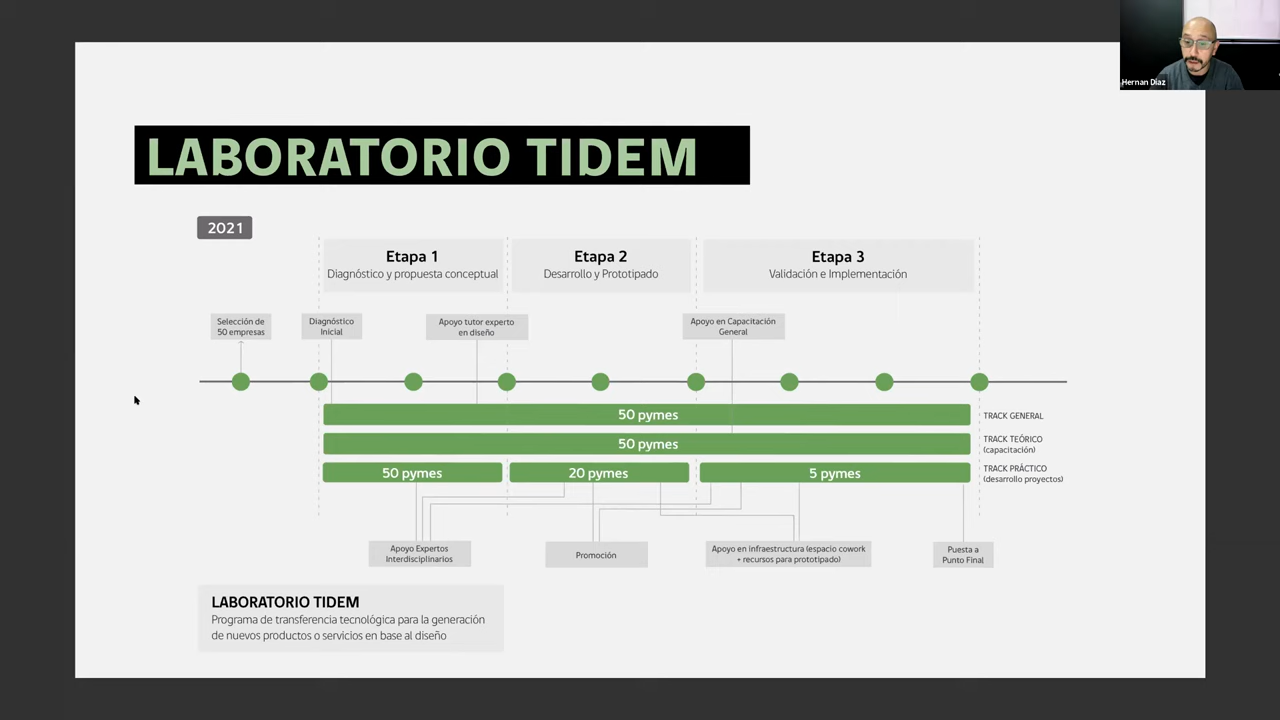 Hernan Diaz
LABORATORIO TIDEM
2021
Etapa 1
Diagnóstico y propuesta conceptual
Etapa 2
Desarrollo y Prototipado
Etapa 3
Validación e Implementación
Selección de
50 empresas
Diagnóstico
Inicial
Apoyo tutor experto
en diseño
Apoyo en Capacitación
General
50 pymes
TRACK GENERAL
50 pymes
TRACK TEÓRICO
(capacitación)
50 pymes
20 pymes
5 pymes
TRACK PRÁCTICO
(desarrollo proyectos)
Apoyo Expertos
Interdisciplinarios
Promoción
Apoyo en infraestructura (espacio cowork
+ recursos para prototipado)
Puesta a
Punto Final
LABORATORIO TIDEM
Programa de transferencia tecnológica para la generación
de nuevos productos o servicios en base al diseño